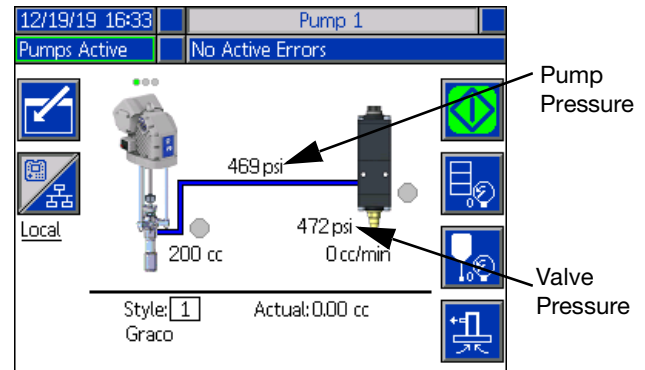 12/19/19 16:33 Pump 1
Pumps Active No Active Errors
Pump
Pressure
469 psi
Local
472 psi
200 cc 0 cc/min
Valve
Pressure
Style: 1 Actual: 0.00 cc
Graco